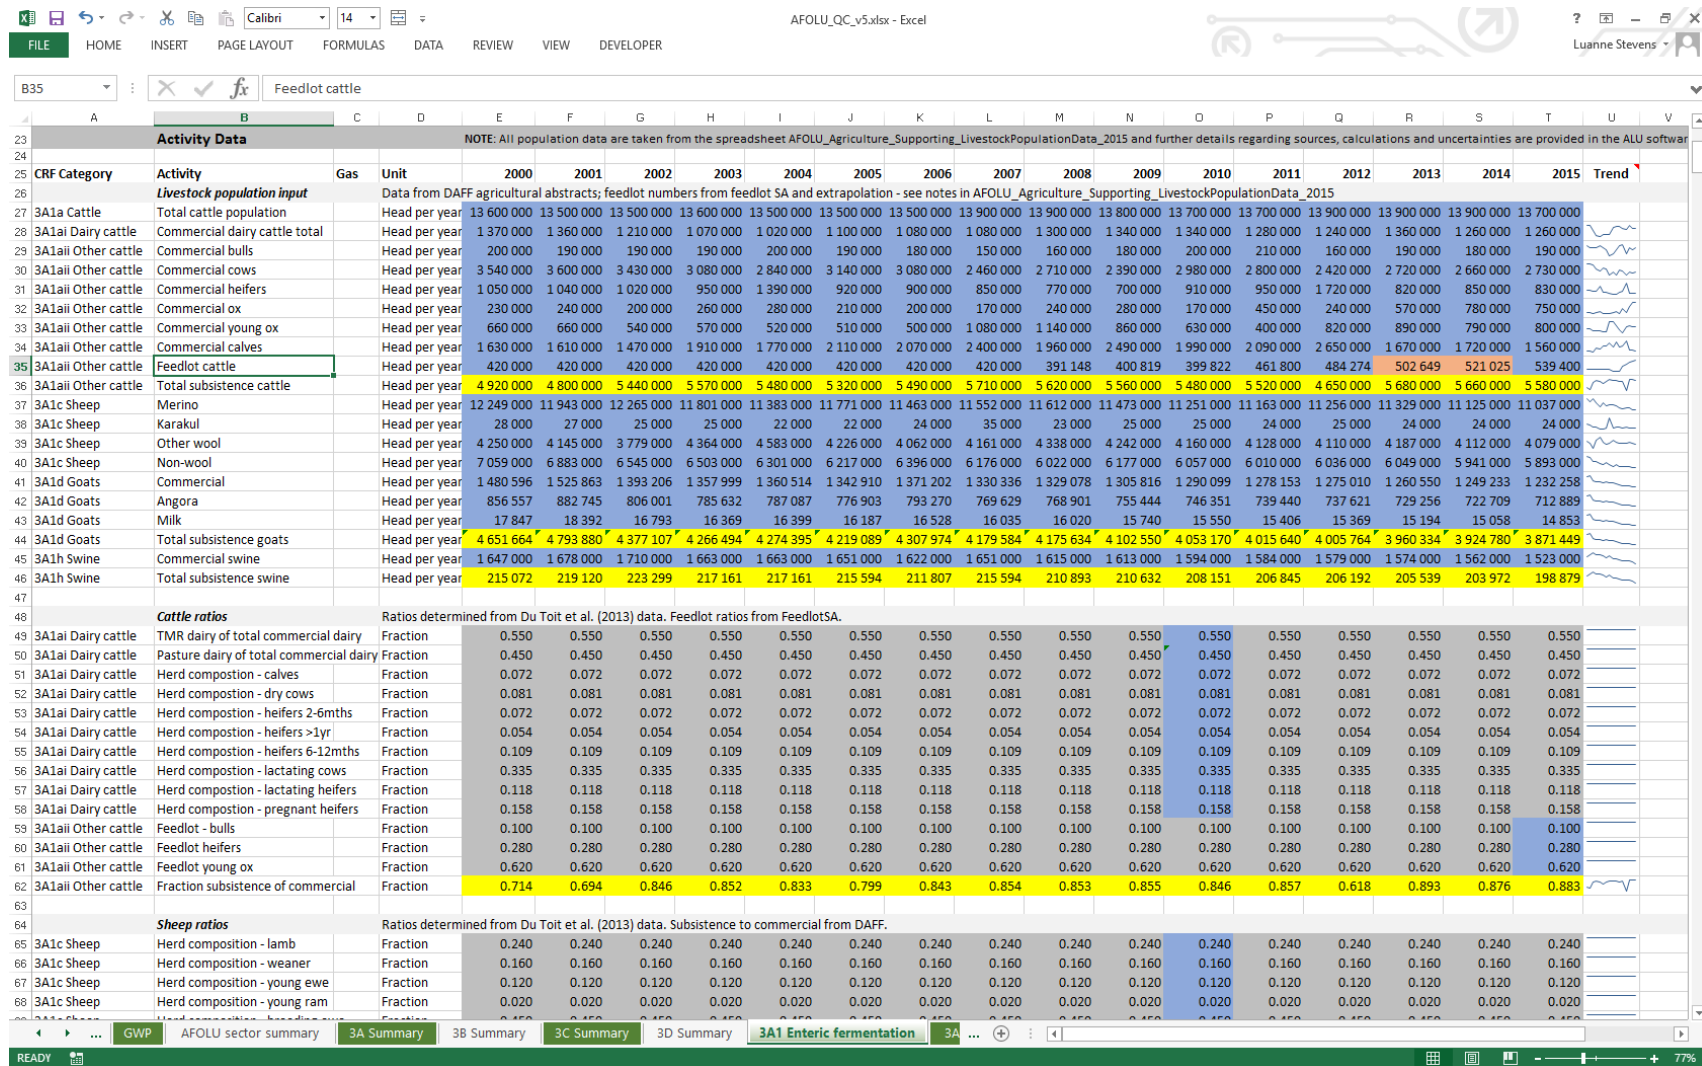 Calibri 14
AFOLU_QC_v5.xlsx - Excel
?
FILE HOME INSERT PAGE LAYOUT FORMULAS DATA REVIEW VIEW DEVELOPER
Luanne Stevens
B35 fx Feedlot cattle
A B C D E F G H I J K L M N O P Q R S T U V
23 Activity Data NOTE: All population data are taken from the spreadsheet AFOLU_Agriculture_Supporting_LivestockPopulationData_2015 and further details regarding sources, calculations and uncertainties are provided in the ALU softwar
24
25 CRF Category Activity Gas Unit 2000 2001 2002 2003 2004 2005 2006 2007 2008 2009 2010 2011 2012 2013 2014 2015 Trend
26 Livestock population input Data from DAFF agricultural abstracts; feedlot numbers from feedlot SA and extrapolation - see notes in AFOLU_Agriculture_Supporting_LivestockPopulationData_2015
27 3A1a Cattle Total cattle population Head per year 13 600 000 13 500 000 13 500 000 13 600 000 13 500 000 13 500 000 13 500 000 13 900 000 13 900 000 13 800 000 13 700 000 13 700 000 13 900 000 13 900 000 13 900 000 13 700 000
28 3A1ai Dairy cattle Commercial dairy cattle total Head per year 1 370 000 1 360 000 1 210 000 1 070 000 1 020 000 1 100 000 1 080 000 1 080 000 1 300 000 1 340 000 1 340 000 1 280 000 1 240 000 1 360 000 1 260 000 1 260 000
29 3A1aii Other cattle Commercial bulls Head per year 200 000 190 000 190 000 190 000 200 000 190 000 180 000 150 000 160 000 180 000 200 000 210 000 160 000 190 000 180 000 190 000
30 3A1aii Other cattle Commercial cows Head per year 3 540 000 3 600 000 3 430 000 3 080 000 2 840 000 3 140 000 3 080 000 2 460 000 2 710 000 2 390 000 2 980 000 2 800 000 2 420 000 2 720 000 2 660 000 2 730 000
31 3A1aii Other cattle Commercial heifers Head per year 1 050 000 1 040 000 1 020 000 950 000 1 390 000 920 000 900 000 850 000 770 000 700 000 910 000 950 000 1 720 000 820 000 850 000 830 000
32 3A1aii Other cattle Commercial ox Head per year 230 000 240 000 200 000 260 000 280 000 210 000 200 000 170 000 240 000 280 000 170 000 450 000 240 000 570 000 780 000 750 000
33 3A1aii Other cattle Commercial young ox Head per year 660 000 660 000 540 000 570 000 520 000 510 000 500 000 1 080 000 1 140 000 860 000 630 000 400 000 820 000 890 000 790 000 800 000
34 3A1aii Other cattle Commercial calves Head per year 1 630 000 1 610 000 1 470 000 1 910 000 1 770 000 2 110 000 2 070 000 2 400 000 1 960 000 2 490 000 1 990 000 2 090 000 2 650 000 1 670 000 1 720 000 1 560 000
35 3A1aii Other cattle Feedlot cattle Head per year 420 000 420 000 420 000 420 000 420 000 420 000 420 000 420 000 391 148 400 819 399 822 461 800 484 274 502 649 521 025 539 400
36 3A1aii Other cattle Total subsistence cattle Head per year 4 920 000 4 800 000 5 440 000 5 570 000 5 480 000 5 320 000 5 490 000 5 710 000 5 620 000 5 560 000 5 480 000 5 520 000 4 650 000 5 680 000 5 660 000 5 580 000
37 3A1c Sheep Merino Head per year 12 249 000 11 943 000 12 265 000 11 801 000 11 383 000 11 771 000 11 463 000 11 552 000 11 612 000 11 473 000 11 251 000 11 163 000 11 256 000 11 329 000 11 125 000 11 037 000
38 3A1c Sheep Karakul Head per year 28 000 27 000 25 000 25 000 22 000 22 000 24 000 35 000 23 000 25 000 25 000 24 000 25 000 24 000 24 000 24 000
39 3A1c Sheep Other wool Head per year 4 250 000 4 145 000 3 779 000 4 364 000 4 583 000 4 226 000 4 062 000 4 161 000 4 338 000 4 242 000 4 160 000 4 128 000 4 110 000 4 187 000 4 112 000 4 079 000
40 3A1c Sheep Non-wool Head per year 7 059 000 6 883 000 6 545 000 6 503 000 6 301 000 6 217 000 6 396 000 6 176 000 6 022 000 6 177 000 6 057 000 6 010 000 6 036 000 6 049 000 5 941 000 5 893 000
41 3A1d Goats Commercial Head per year 1 480 596 1 525 863 1 393 206 1 357 999 1 360 514 1 342 910 1 371 202 1 330 336 1 329 078 1 305 816 1 290 099 1 278 153 1 275 010 1 260 550 1 249 233 1 232 258
42 3A1d Goats Angora Head per year 856 557 882 745 806 001 785 632 787 087 776 903 793 270 769 629 768 901 755 444 746 351 739 440 737 621 729 256 722 709 712 889
43 3A1d Goats Milk Head per year 17 847 18 392 16 793 16 369 16 399 16 187 16 528 16 035 16 020 15 740 15 550 15 406 15 369 15 194 15 058 14 853
44 3A1d Goats Total subsistence goats Head per year 4 651 664 4 793 880 4 377 107 4 266 494 4 274 395 4 219 089 4 307 974 4 179 584 4 175 634 4 102 550 4 053 170 4 015 640 4 005 764 3 960 334 3 924 780 3 871 449
45 3A1h Swine Commercial swine Head per year 1 647 000 1 678 000 1 710 000 1 663 000 1 663 000 1 651 000 1 622 000 1 651 000 1 615 000 1 613 000 1 594 000 1 584 000 1 579 000 1 574 000 1 562 000 1 523 000
46 3A1h Swine Total subsistence swine Head per year 215 072 219 120 223 299 217 161 217 161 215 594 211 807 215 594 210 893 210 632 208 151 206 845 206 192 205 539 203 972 198 879
47
48 Cattle ratios Ratios determined from Du Toit et al. (2013) data. Feedlot ratios from FeedlotSA.
49 3A1ai Dairy cattle TMR dairy of total commercial dairy Fraction 0.550 0.550 0.550 0.550 0.550 0.550 0.550 0.550 0.550 0.550 0.550 0.550 0.550 0.550 0.550 0.550
50 3A1ai Dairy cattle Pasture dairy of total commercial dairy Fraction 0.450 0.450 0.450 0.450 0.450 0.450 0.450 0.450 0.450 0.450 0.450 0.450 0.450 0.450 0.450 0.450
51 3A1ai Dairy cattle Herd compostion - calves Fraction 0.072 0.072 0.072 0.072 0.072 0.072 0.072 0.072 0.072 0.072 0.072 0.072 0.072 0.072 0.072 0.072
52 3A1ai Dairy cattle Herd compostion - dry cows Fraction 0.081 0.081 0.081 0.081 0.081 0.081 0.081 0.081 0.081 0.081 0.081 0.081 0.081 0.081 0.081 0.081
53 3A1ai Dairy cattle Herd compostion - heifers 2-6mths Fraction 0.072 0.072 0.072 0.072 0.072 0.072 0.072 0.072 0.072 0.072 0.072 0.072 0.072 0.072 0.072 0.072
54 3A1ai Dairy cattle Herd compostion - heifers >1yr Fraction 0.054 0.054 0.054 0.054 0.054 0.054 0.054 0.054 0.054 0.054 0.054 0.054 0.054 0.054 0.054 0.054
55 3A1ai Dairy cattle Herd compostion - heifers 6-12mths Fraction 0.109 0.109 0.109 0.109 0.109 0.109 0.109 0.109 0.109 0.109 0.109 0.109 0.109 0.109 0.109 0.109
56 3A1ai Dairy cattle Herd compostion - lactating cows Fraction 0.335 0.335 0.335 0.335 0.335 0.335 0.335 0.335 0.335 0.335 0.335 0.335 0.335 0.335 0.335 0.335
57 3A1ai Dairy cattle Herd compostion - lactating heifers Fraction 0.118 0.118 0.118 0.118 0.118 0.118 0.118 0.118 0.118 0.118 0.118 0.118 0.118 0.118 0.118 0.118
58 3A1ai Dairy cattle Herd compostion - pregnant heifers Fraction 0.158 0.158 0.158 0.158 0.158 0.158 0.158 0.158 0.158 0.158 0.158 0.158 0.158 0.158 0.158 0.158
59 3A1aii Other cattle Feedlot - bulls Fraction 0.100 0.100 0.100 0.100 0.100 0.100 0.100 0.100 0.100 0.100 0.100 0.100 0.100 0.100 0.100 0.100
60 3A1aii Other cattle Feedlot heifers Fraction 0.280 0.280 0.280 0.280 0.280 0.280 0.280 0.280 0.280 0.280 0.280 0.280 0.280 0.280 0.280 0.280
61 3A1aii Other cattle Feedlot young ox Fraction 0.620 0.620 0.620 0.620 0.620 0.620 0.620 0.620 0.620 0.620 0.620 0.620 0.620 0.620 0.620 0.620
62 3A1aii Other cattle Fraction subsistence of commercial Fraction 0.714 0.694 0.846 0.852 0.833 0.799 0.843 0.854 0.853 0.855 0.846 0.857 0.618 0.893 0.876 0.883
63
64 Sheep ratios Ratios determined from Du Toit et al. (2013) data. Subsistence to commercial from DAFF.
65 3A1c Sheep Herd composition - lamb Fraction 0.240 0.240 0.240 0.240 0.240 0.240 0.240 0.240 0.240 0.240 0.240 0.240 0.240 0.240 0.240 0.240
66 3A1c Sheep Herd composition - weaner Fraction 0.160 0.160 0.160 0.160 0.160 0.160 0.160 0.160 0.160 0.160 0.160 0.160 0.160 0.160 0.160 0.160
67 3A1c Sheep Herd composition - young ewe Fraction 0.120 0.120 0.120 0.120 0.120 0.120 0.120 0.120 0.120 0.120 0.120 0.120 0.120 0.120 0.120 0.120
68 3A1c Sheep Herd composition - young ram Fraction 0.020 0.020 0.020 0.020 0.020 0.020 0.020 0.020 0.020 0.020 0.020 0.020 0.020 0.020 0.020 0.020
... GWP AFOLU sector summary 3A Summary 3B Summary 3C Summary 3D Summary 3A1 Enteric fermentation 3A ...
READY 77%